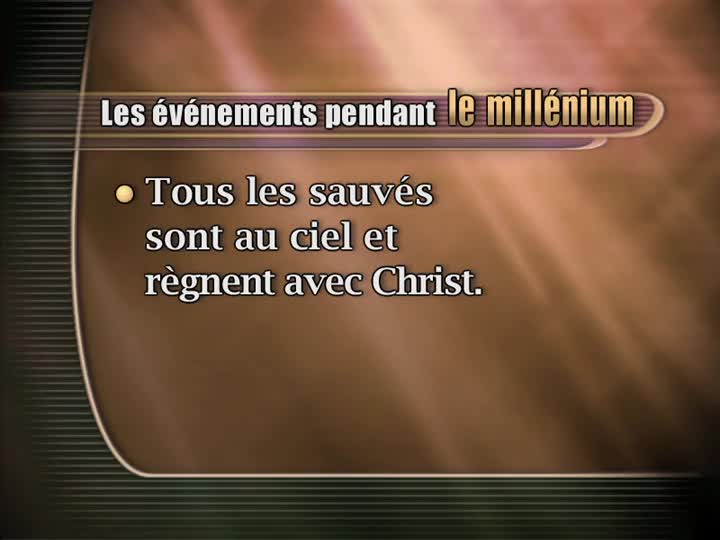 Les événements pendant le millénium
Tous les sauvés
sont au ciel et
règnent avec Christ.